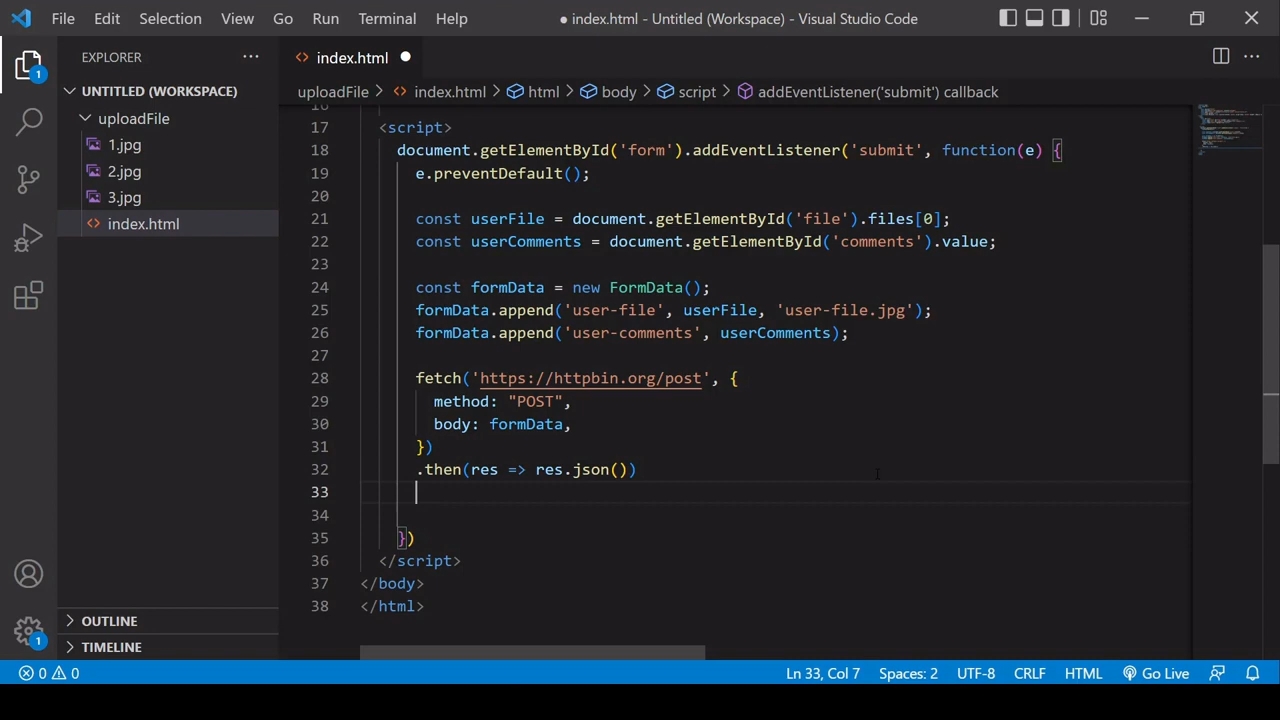 File Edit Selection View Go Run Terminal Help
● index.html - Untitled (Workspace) - Visual Studio Code
EXPLORER
1
UNTITLED (WORKSPACE)
uploadFile
1.jpg
2.jpg
3.jpg
index.html
OUTLINE
TIMELINE
1
index.html
uploadFile > index.html > html > body > script > addEventListener('submit') callback
16
17 <script>
18 document.getElementById('form').addEventListener('submit', function(e) {
19 e.preventDefault();
20
21 const userFile = document.getElementById('file').files[0];
22 const userComments = document.getElementById('comments').value;
23
24 const formData = new FormData();
25 formData.append('user-file', userFile, 'user-file.jpg');
26 formData.append('user-comments', userComments);
27
28 fetch('https://httpbin.org/post', {
29 method: "POST",
30 body: formData,
31 })
32 .then(res => res.json())
33
34
35 })
36 </script>
37 </body>
38 </html>
0 0 Ln 33, Col 7 Spaces: 2 UTF-8 CRLF HTML Go Live